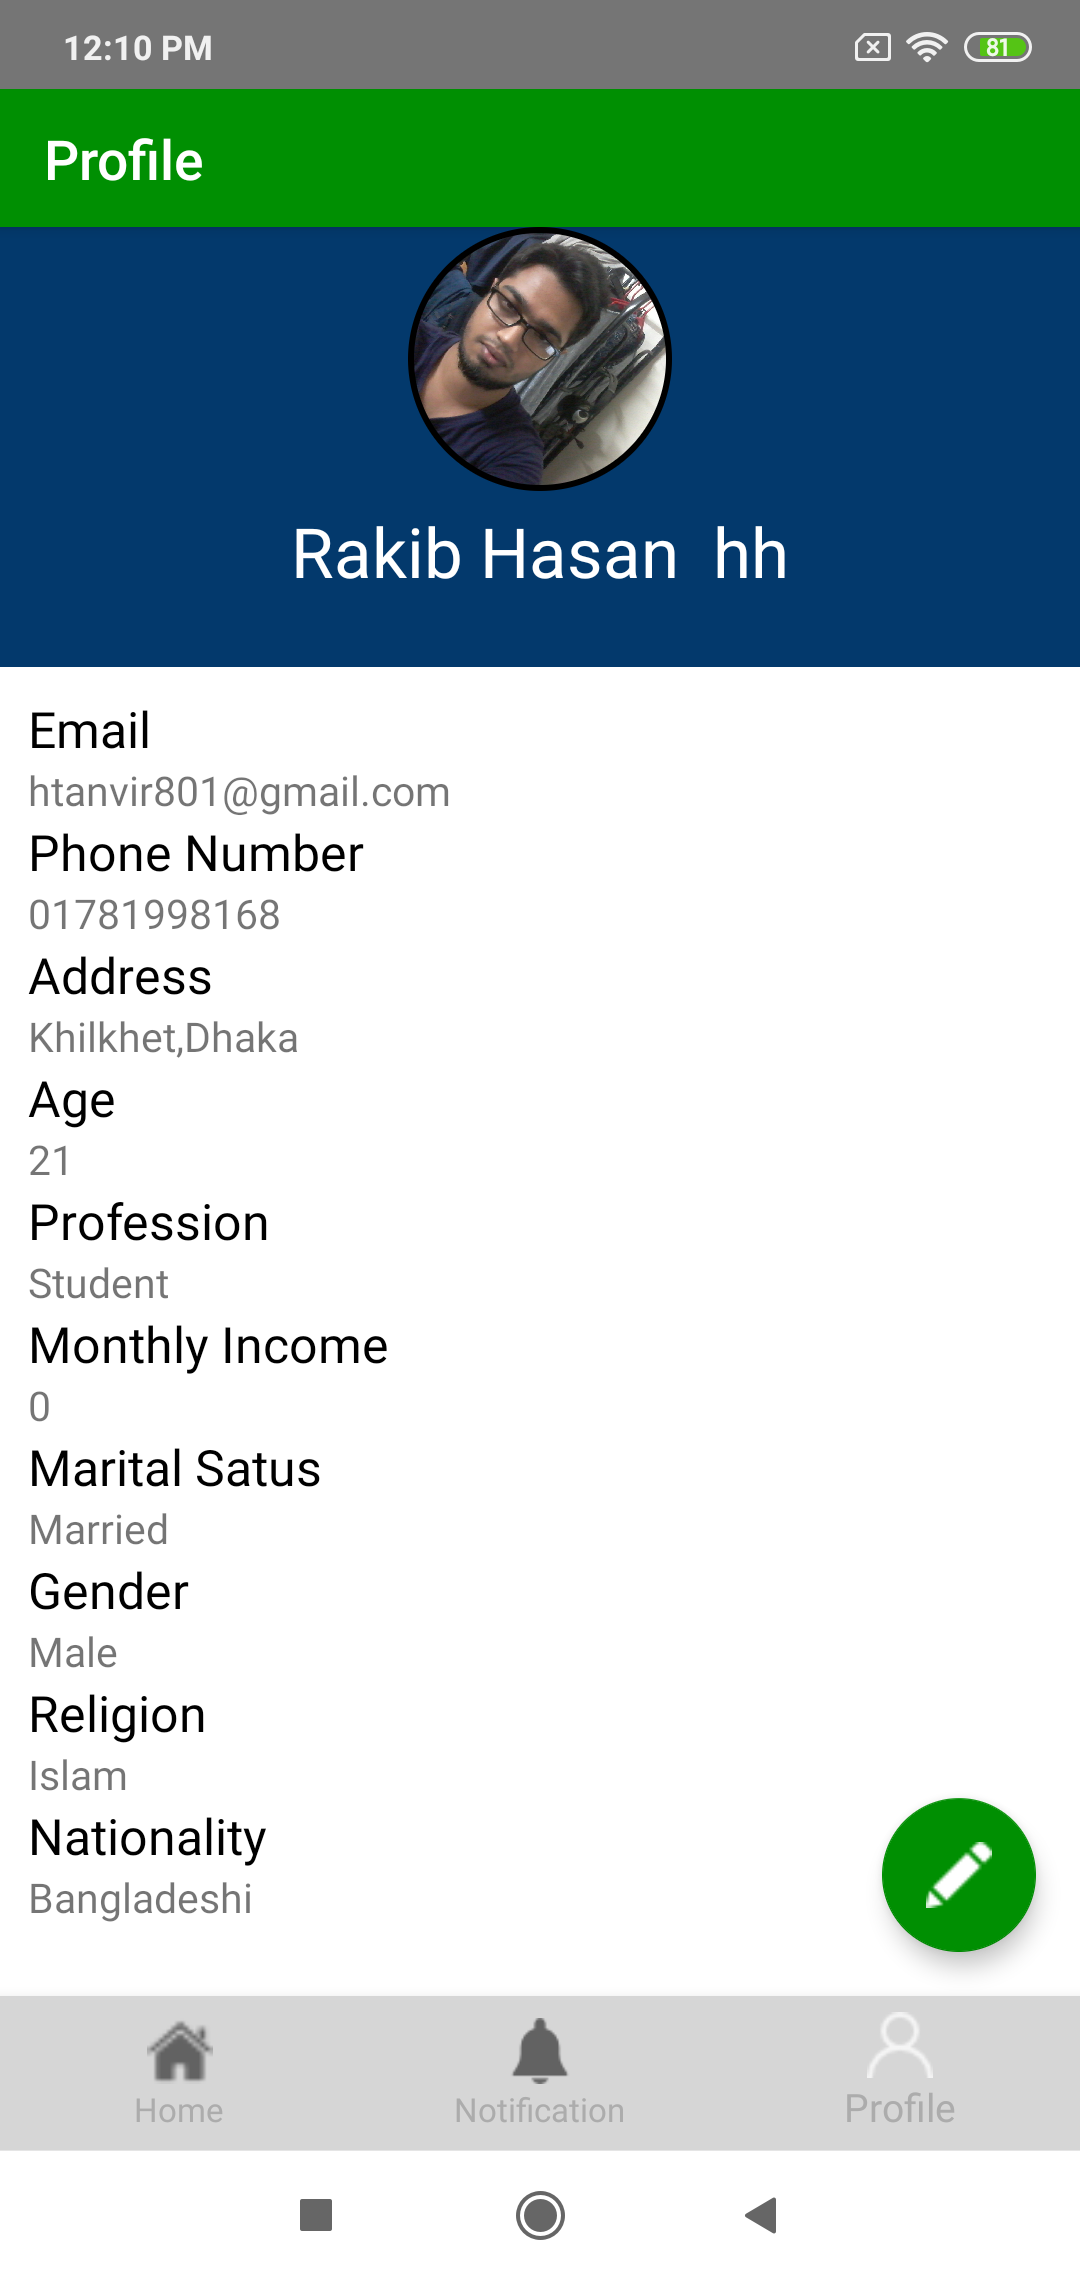 12:10 PM
81
Profile
Rakib Hasan  hh
Email
htanvir801@gmail.com
Phone Number
01781998168
Address
Khilkhet,Dhaka
Age
21
Profession
Student
Monthly Income
0
Marital Satus
Married
Gender
Male
Religion
Islam
Nationality
Bangladeshi
Home
Notification
Profile